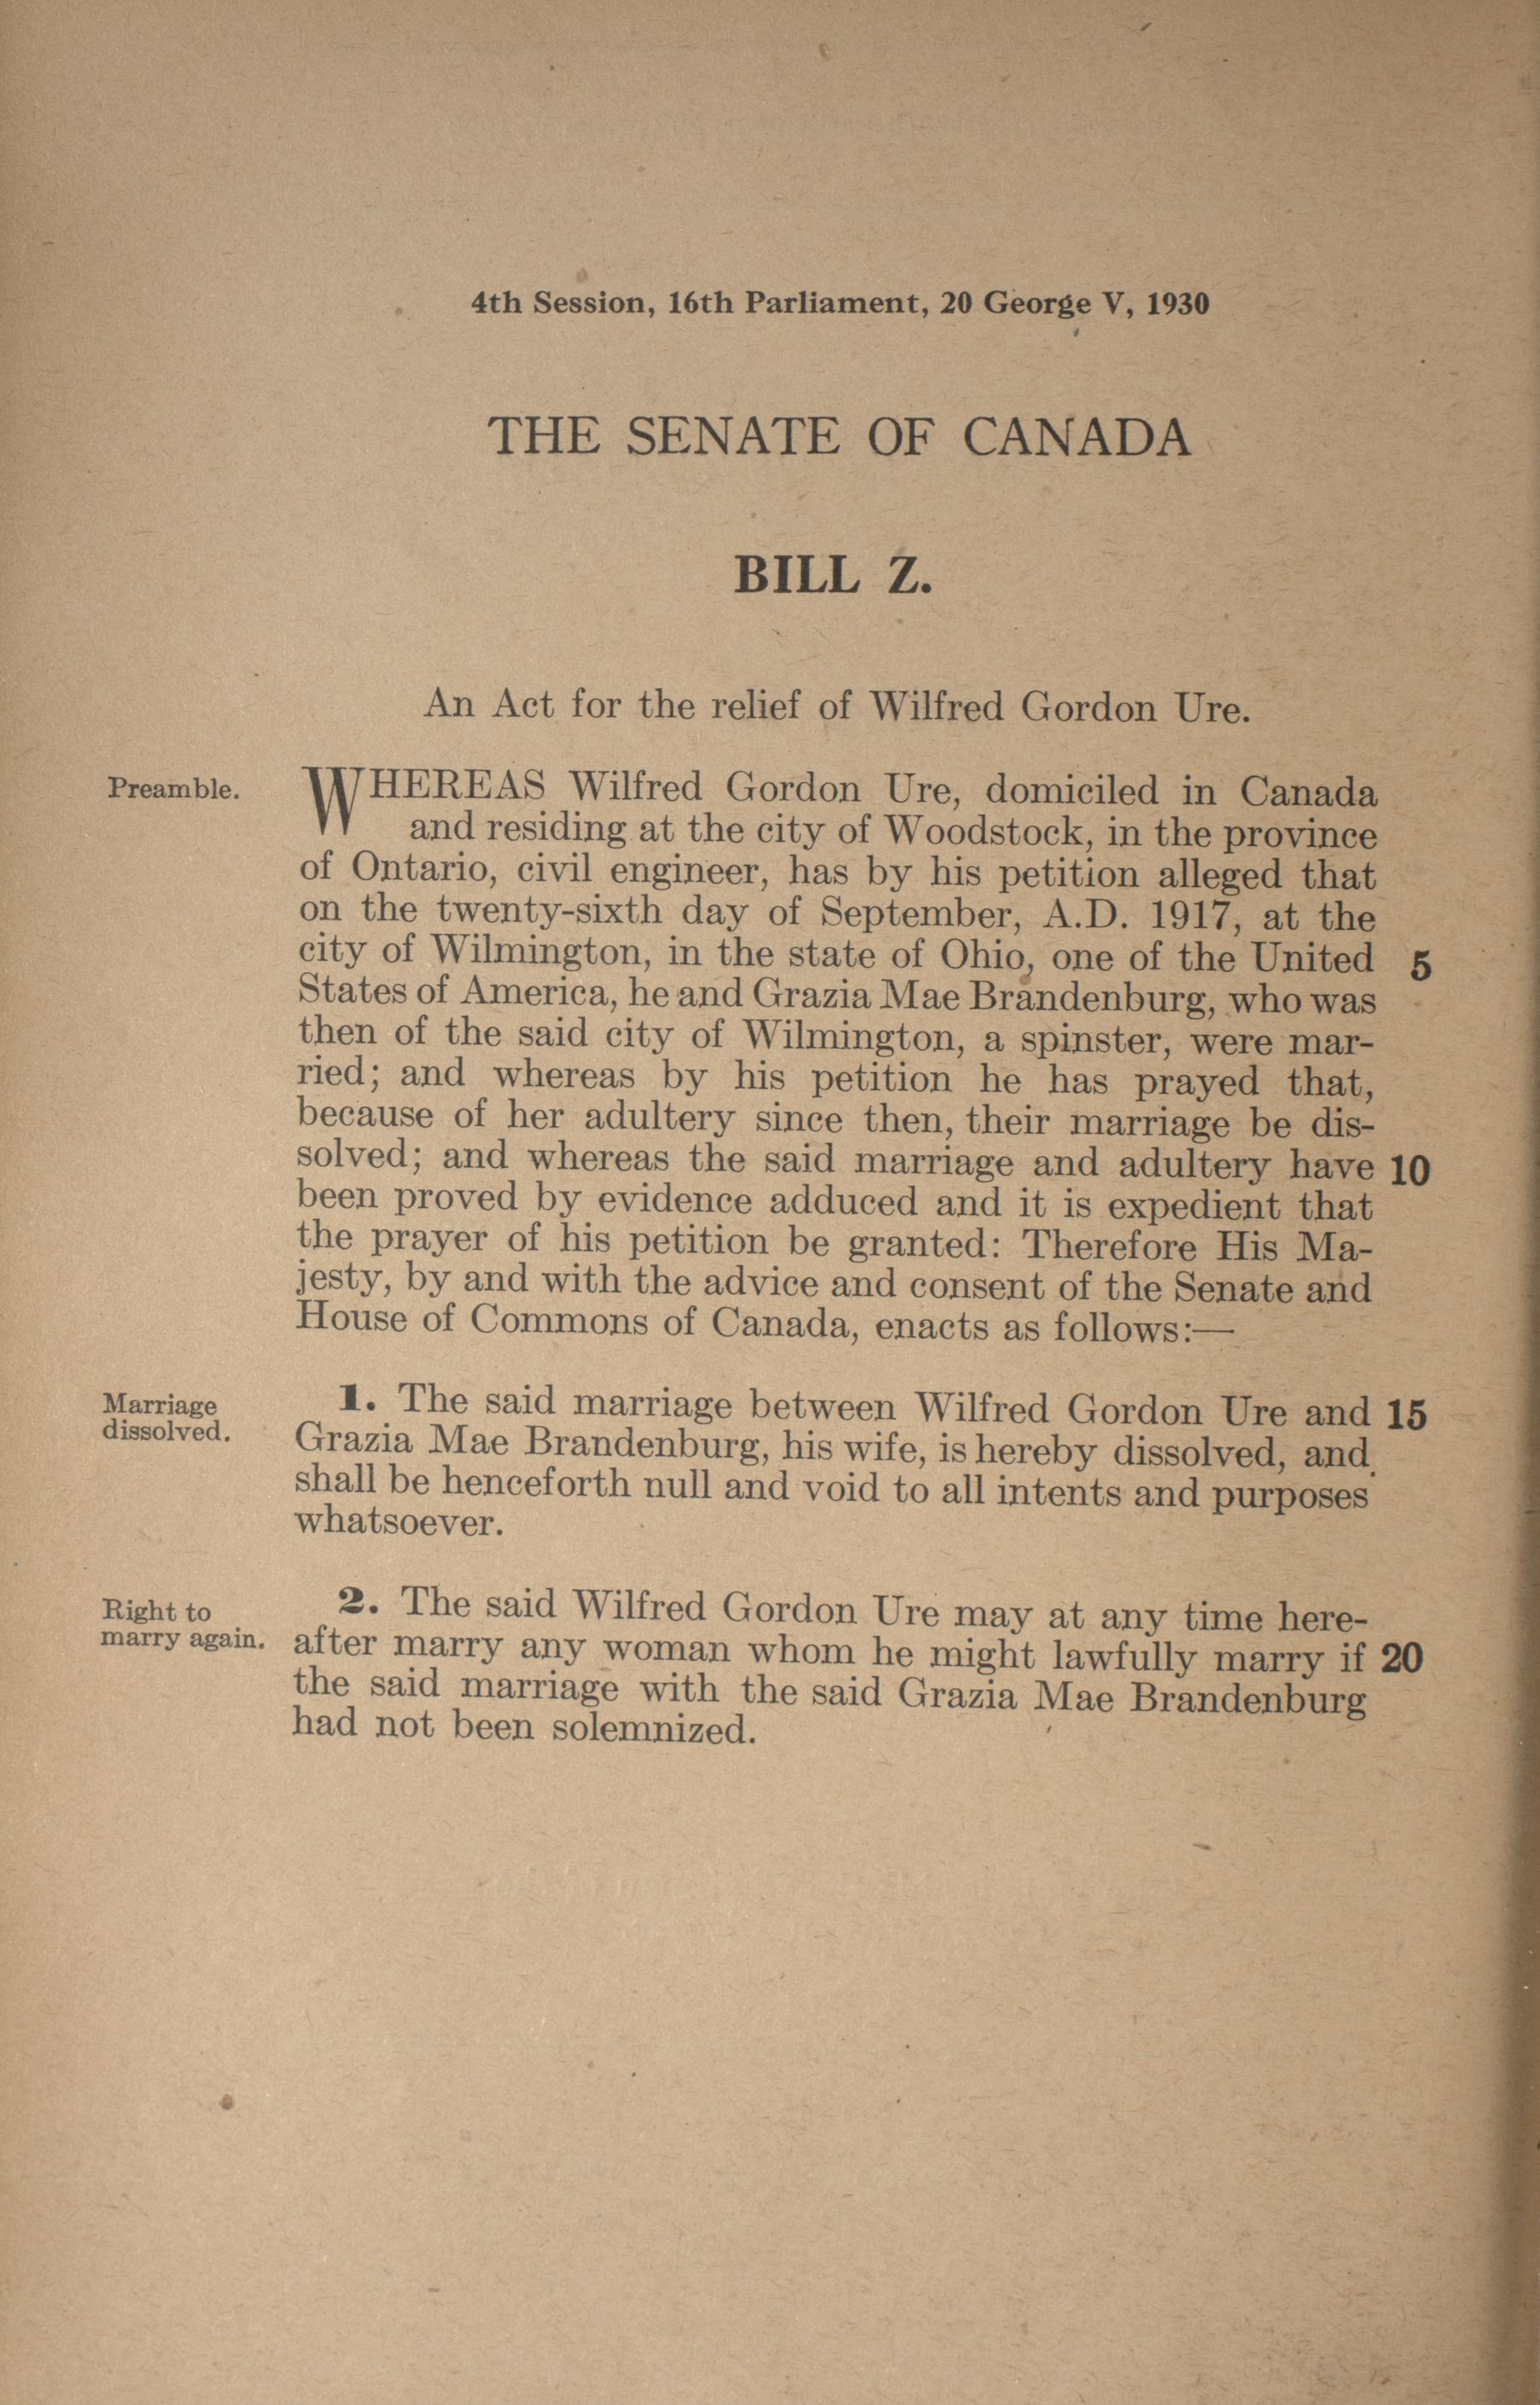 4th Session, 16th Parliament, 20 George V, 1930
THE SENATE OF CANADA
BILL Z.
An Act for the relief of Wilfred Gordon Ure.
Preamble.
WHEREAS Wilfred Gordon Ure, domiciled in Canada
and residing at the city of Woodstock, in the province
of Ontario, civil engineer, has by his petition alleged that
on the twenty-sixth day of September, A.D. 1917, at the
city of Wilmington, in the state of Ohio, one of the United 5
States of America, he and Grazia Mae Brandenburg, who was
then of the said city of Wilmington, a spinster, were mar-
ried; and whereas by his petition he has prayed that,
because of her adultery since then, their marriage be dis-
solved; and whereas the said marriage and adultery have 10
been proved by evidence adduced and it is expedient that
the prayer of his petition be granted: Therefore His Ma-
jesty, by and with the advice and consent of the Senate and
House of Commons of Canada, enacts as follows:—
Marriage
dissolved.
1. The said marriage between Wilfred Gordon Ure and 15
Grazia Mae Brandenburg, his wife, is hereby dissolved, and
shall be henceforth null and void to all intents and purposes
whatsoever.
Right to
marry again.
2. The said Wilfred Gordon Ure may at any time here-
after marry any woman whom he might lawfully marry if 20
the said marriage with the said Grazia Mae Brandenburg
had not been solemnized.